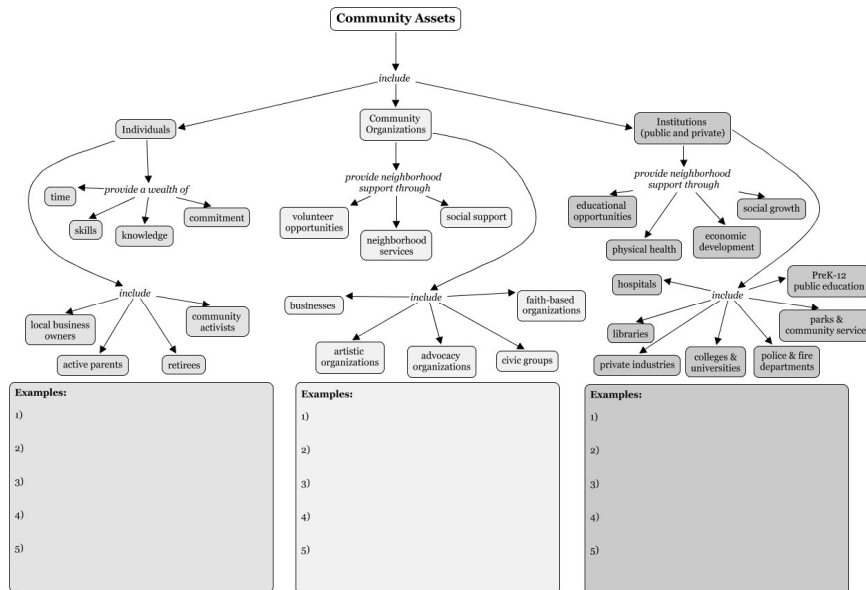 Community Assets
include
Individuals
Community
Organizations
Institutions
(public and private)
provide a wealth of
time
skills
knowledge
commitment
provide neighborhood
support through
volunteer
opportunities
neighborhood
services
social support
provide neighborhood
support through
educational
opportunities
physical health
economic
development
social growth
include
local business
owners
active parents
retirees
community
activists
include
businesses
artistic
organizations
advocacy
organizations
civic groups
faith-based
organizations
include
hospitals
libraries
private industries
colleges &
universities
police & fire
departments
parks &
community service
PreK-12
public education
Examples:
1)
2)
3)
4)
5)
Examples:
1)
2)
3)
4)
5)
Examples:
1)
2)
3)
4)
5)